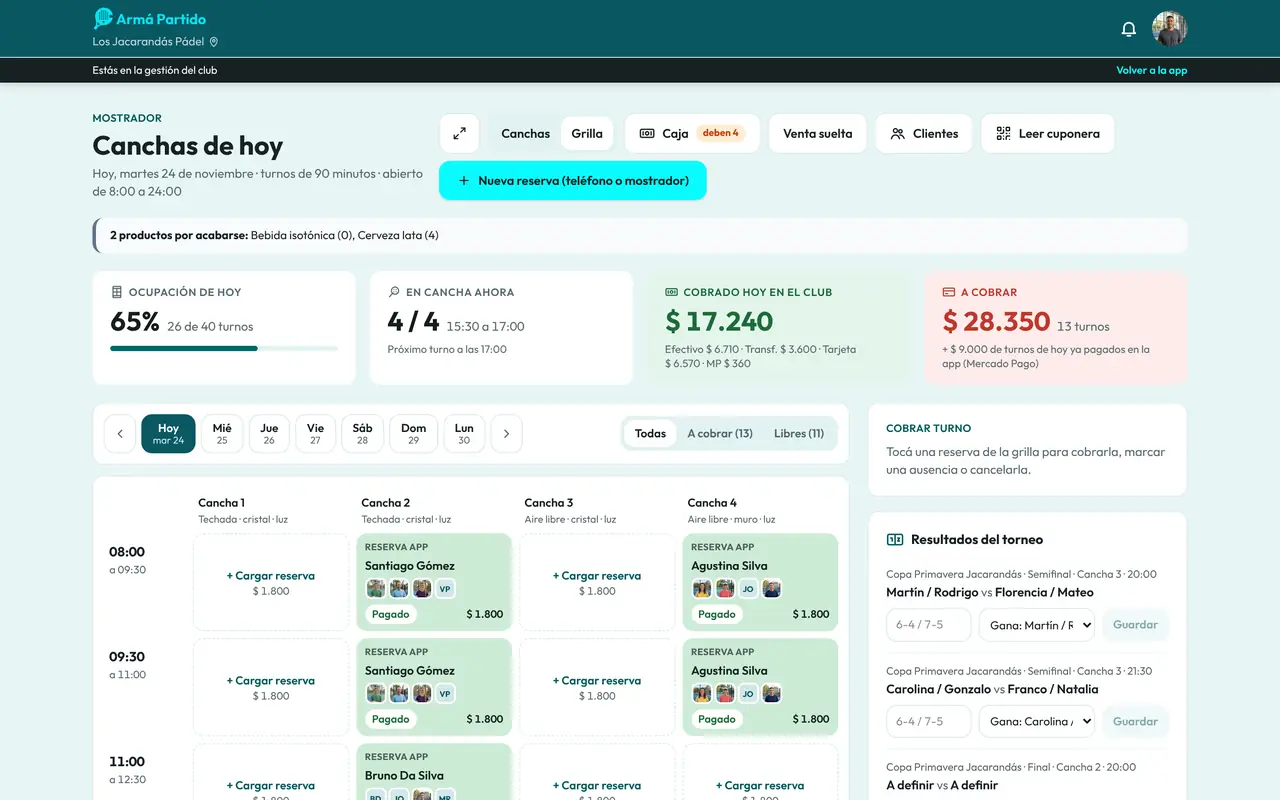 Armá Partido
Los Jacarandás Pádel
Estás en la gestión del club
Volver a la app
MOSTRADOR
Canchas de hoy
Hoy, martes 24 de noviembre · turnos de 90 minutos · abierto
de 8:00 a 24:00
Canchas
Grilla
Caja
deben 4
Venta suelta
Clientes
Leer cuponera
+ Nueva reserva (teléfono o mostrador)
2 productos por acabarse: Bebida isotónica (0), Cerveza lata (4)
OCUPACIÓN DE HOY
65% 26 de 40 turnos
EN CANCHA AHORA
4 / 4 15:30 a 17:00
Próximo turno a las 17:00
COBRADO HOY EN EL CLUB
$ 17.240
Efectivo $ 6.710 · Transf. $ 3.600 · Tarjeta
$ 6.570 · MP $ 360
A COBRAR
$ 28.350 13 turnos
+ $ 9.000 de turnos de hoy ya pagados en la
app (Mercado Pago)
Hoy
mar 24
Mié
25
Jue
26
Vie
27
Sáb
28
Dom
29
Lun
30
Todas
A cobrar (13)
Libres (11)
Cancha 1
Techada · cristal · luz
Cancha 2
Techada · cristal · luz
Cancha 3
Aire libre · cristal · luz
Cancha 4
Aire libre · muro · luz
08:00
a 09:30
+ Cargar reserva
$ 1.800
RESERVA APP
Santiago Gómez
VP
Pagado
$ 1.800
+ Cargar reserva
$ 1.800
RESERVA APP
Agustina Silva
JO
Pagado
$ 1.800
09:30
a 11:00
+ Cargar reserva
$ 1.800
RESERVA APP
Santiago Gómez
VP
Pagado
$ 1.800
+ Cargar reserva
$ 1.800
RESERVA APP
Agustina Silva
JO
Pagado
$ 1.800
11:00
a 12:30
+ Cargar reserva
$ 1.800
RESERVA APP
Bruno Da Silva
BD
JO
MR
+ Cargar reserva
$ 1.800
+ Cargar reserva
$ 1.800
COBRAR TURNO
Tocá una reserva de la grilla para cobrarla, marcar
una ausencia o cancelarla.
Resultados del torneo
Copa Primavera Jacarandás · Semifinal · Cancha 3 · 20:00
Martín / Rodrigo vs Florencia / Mateo
6-4 / 7-5
Gana: Martín / R
Guardar
Copa Primavera Jacarandás · Semifinal · Cancha 3 · 21:30
Carolina / Gonzalo vs Franco / Natalia
6-4 / 7-5
Gana: Carolina /
Guardar
Copa Primavera Jacarandás · Final · Cancha 2 · 20:00
A definir vs A definir